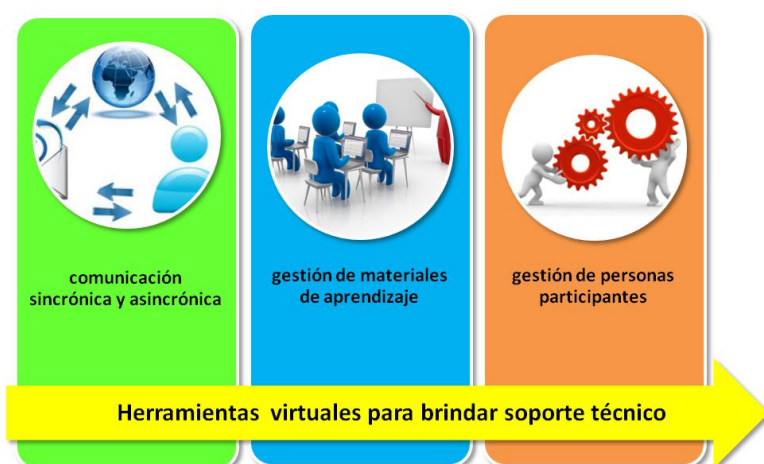 comunicación
sincrónica y asincrónica
gestión de materiales
de aprendizaje
gestión de personas
participantes
Herramientas virtuales para brindar soporte técnico